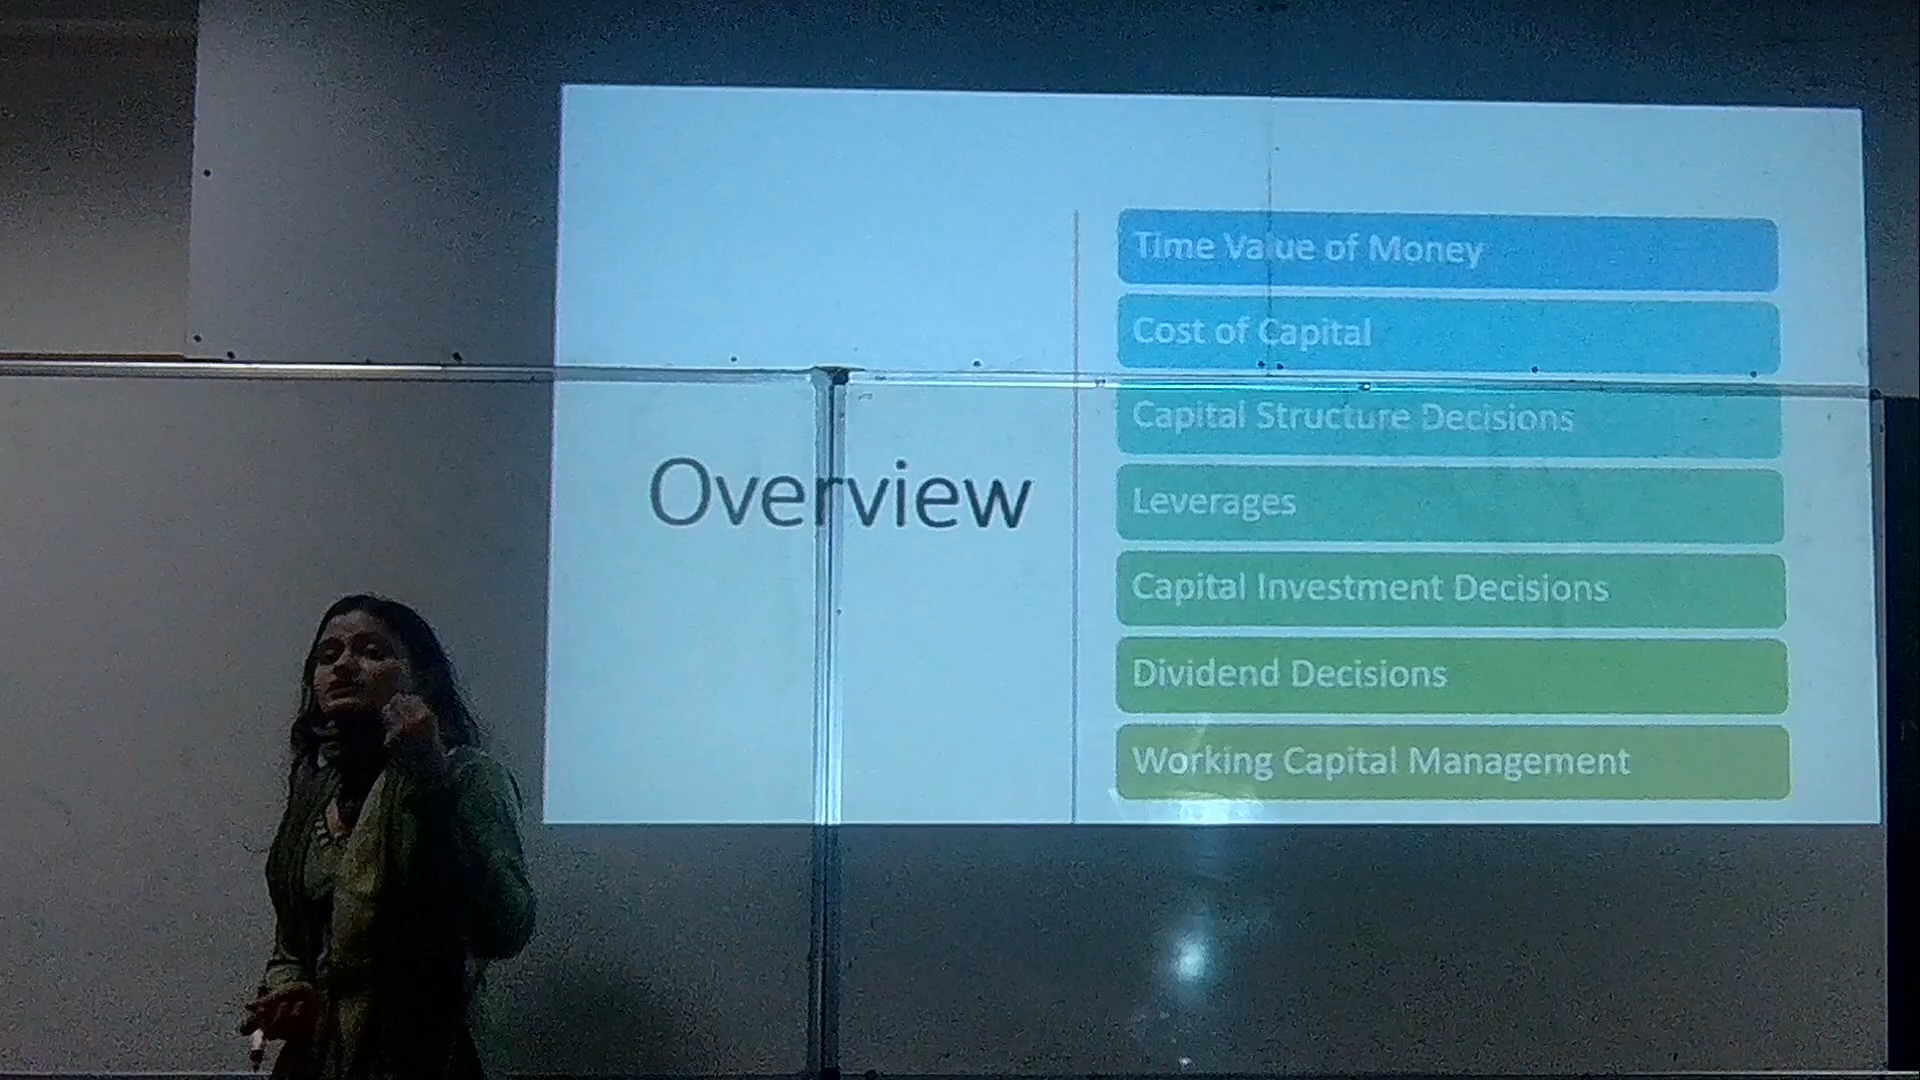 Overview
Time Value of Money
Cost of Capital
Capital Structure Decisions
Leverages
Capital Investment Decisions
Dividend Decisions
Working Capital Management